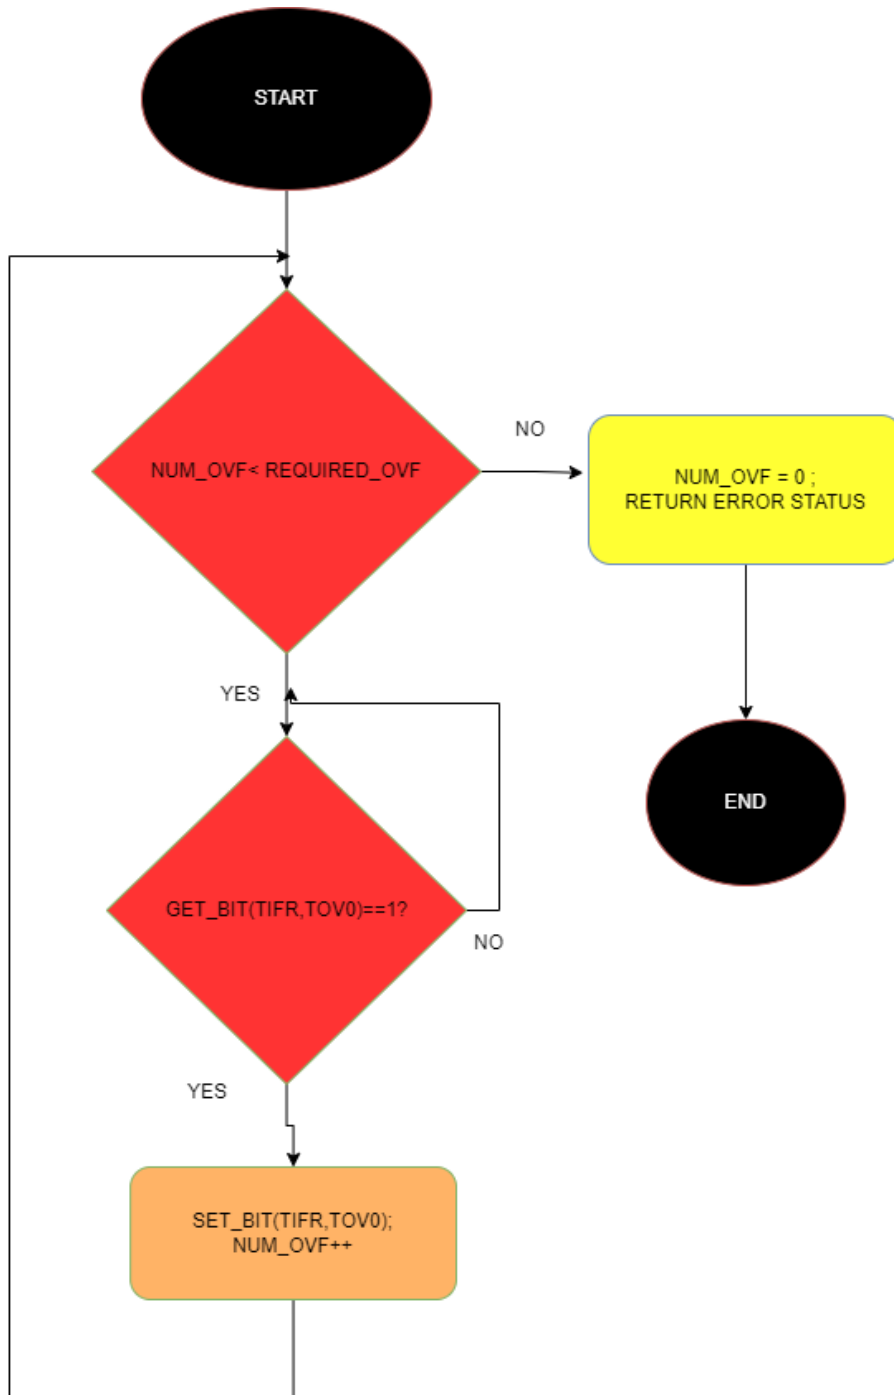 START
NUM_OVF< REQUIRED_OVF
NO
NUM_OVF = 0 ;
RETURN ERROR STATUS
YES
END
GET_BIT(TIFR,TOV0)==1?
NO
YES
SET_BIT(TIFR,TOV0);
NUM_OVF++